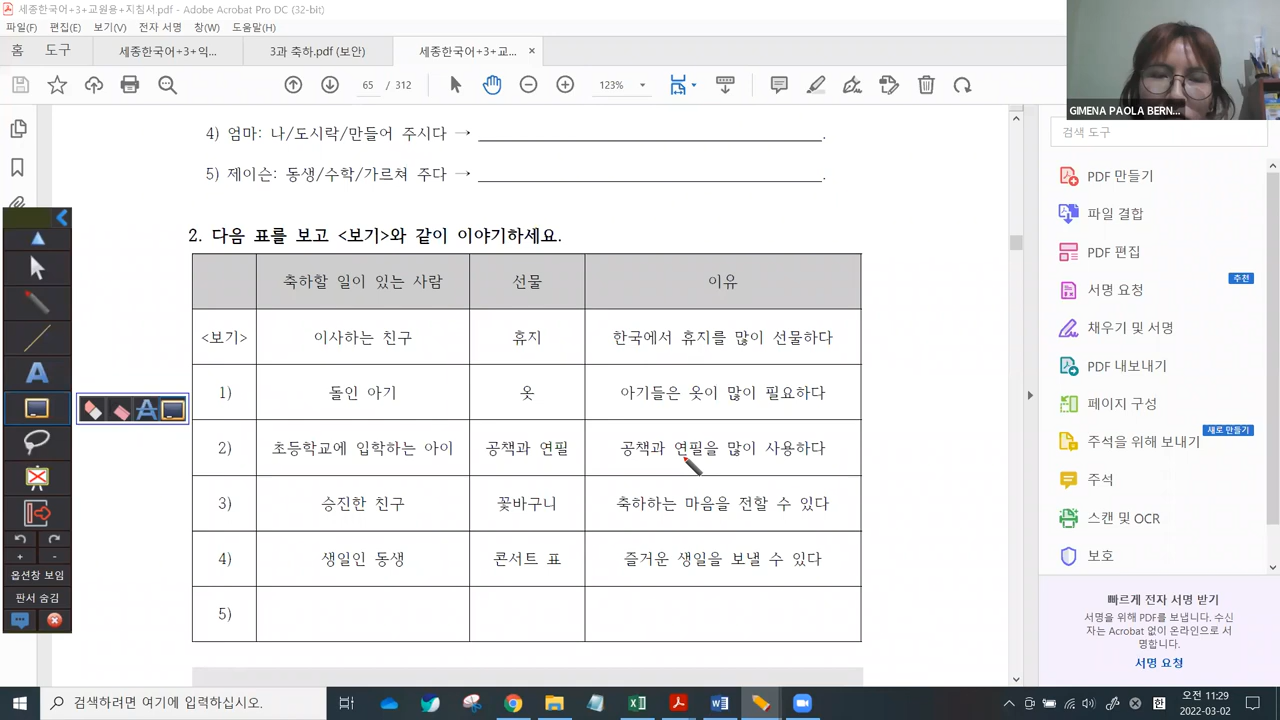 세종한국어+3+교원용+지침서.pdf - Adobe Acrobat Pro DC (32-bit)
파일(F) 편집(E) 보기(V) 전자 서명 창(W) 도움말(H)
홈 도구 세종한국어+3+익... 3과 축하.pdf (보안) 세종한국어+3+교... ×
65 / 312 123%
GIMENA PAOLA BERN...
4) 엄마: 나/도시락/만들어 주시다 → .
5) 제이슨: 동생/수학/가르쳐 주다 → .
2. 다음 표를 보고 <보기>와 같이 이야기하세요.
축하할 일이 있는 사람 선물 이유
<보기> 이사하는 친구 휴지 한국에서 휴지를 많이 선물하다
1) 돌인 아기 옷 아기들은 옷이 많이 필요하다
2) 초등학교에 입학하는 아이 공책과 연필 공책과 연필을 많이 사용하다
3) 승진한 친구 꽃바구니 축하하는 마음을 전할 수 있다
4) 생일인 동생 콘서트 표 즐거운 생일을 보낼 수 있다
5)
A
A
+ -
옵션창 보임
판서 숨김
검색 도구
PDF 만들기
파일 결합
PDF 편집
서명 요청 추천
채우기 및 서명
PDF 내보내기
페이지 구성
주석을 위해 보내기 새로 만들기
주석
스캔 및 OCR
보호
빠르게 전자 서명 받기
서명을 위해 PDF를 보냅니다. 수신
자는 Acrobat 없이 온라인으로 서
명합니다.
서명 요청
검색하려면 여기에 입력하십시오.
한
오전 11:29
2022-03-02